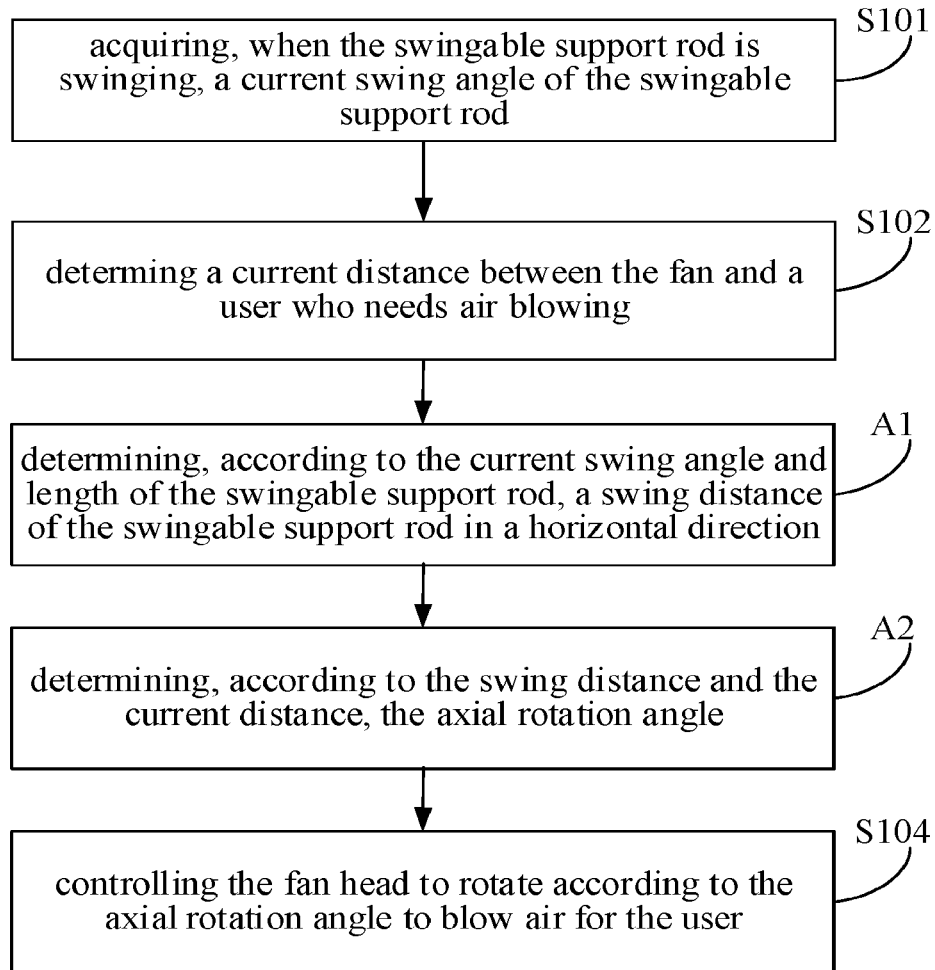 S101
acquiring, when the swingable support rod is
swinging, a current swing angle of the swingable
support rod
S102
determing a current distance between the fan and a
user who needs air blowing
A1
determining, according to the current swing angle and
length of the swingable support rod, a swing distance
of the swingable support rod in a horizontal direction
A2
determining, according to the swing distance and the
current distance, the axial rotation angle
S104
controlling the fan head to rotate according to the
axial rotation angle to blow air for the user